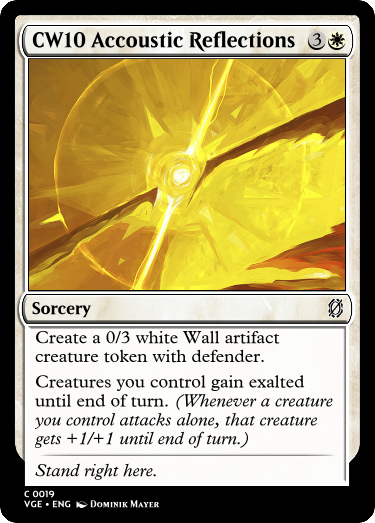 CW10 Accoustic Reflections 3
Sorcery
Create a 0/3 white Wall artifact
creature token with defender.
Creatures you control gain exalted
until end of turn. (Whenever a creature
you control attacks alone, that creature
gets +1/+1 until end of turn.)
Stand right here.
C 0019
VGE • ENG Dominik Mayer